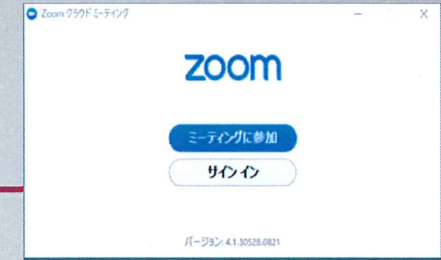 Zoom クラウド ミーティング
zoom
ミーティングに参加
サインイン
バージョン: 4.1.30528.0821